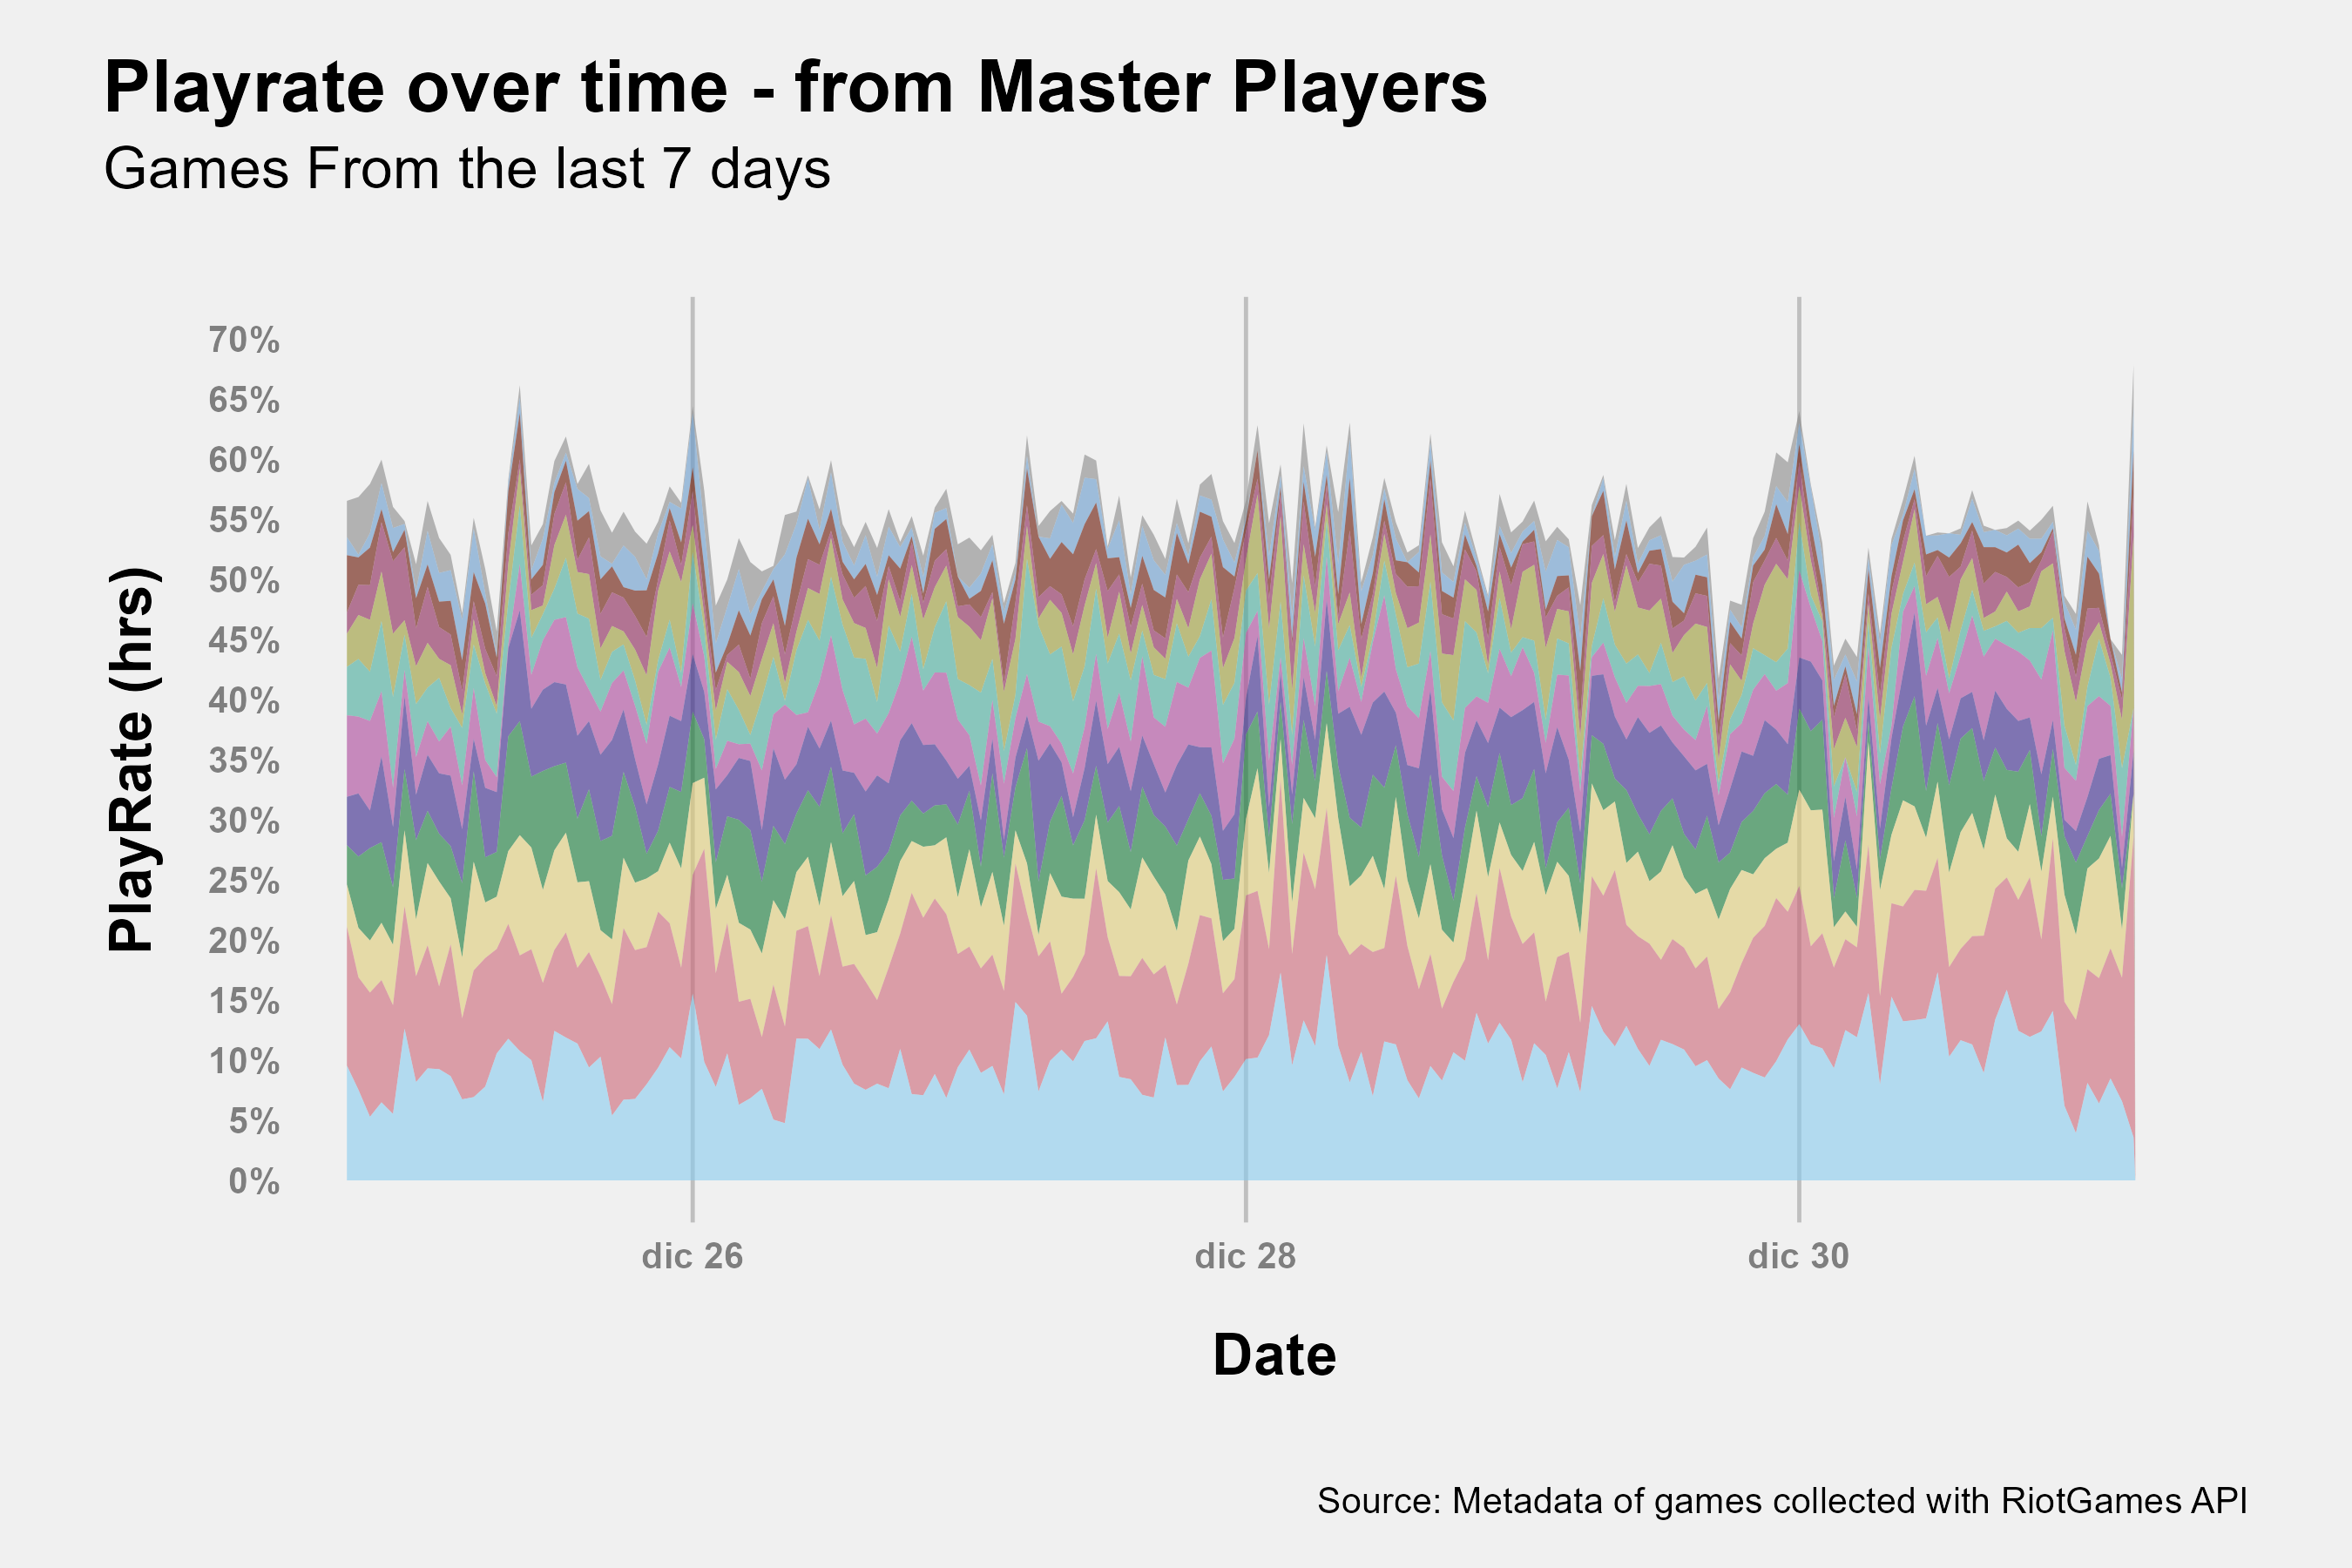 Playrate over time - from Master Players
Games From the last 7 days
PlayRate (hrs)
70%
65%
60%
55%
50%
45%
40%
35%
30%
25%
20%
15%
10%
5%
0%
dic 26
dic 28
dic 30
Date
Source: Metadata of games collected with RiotGames API